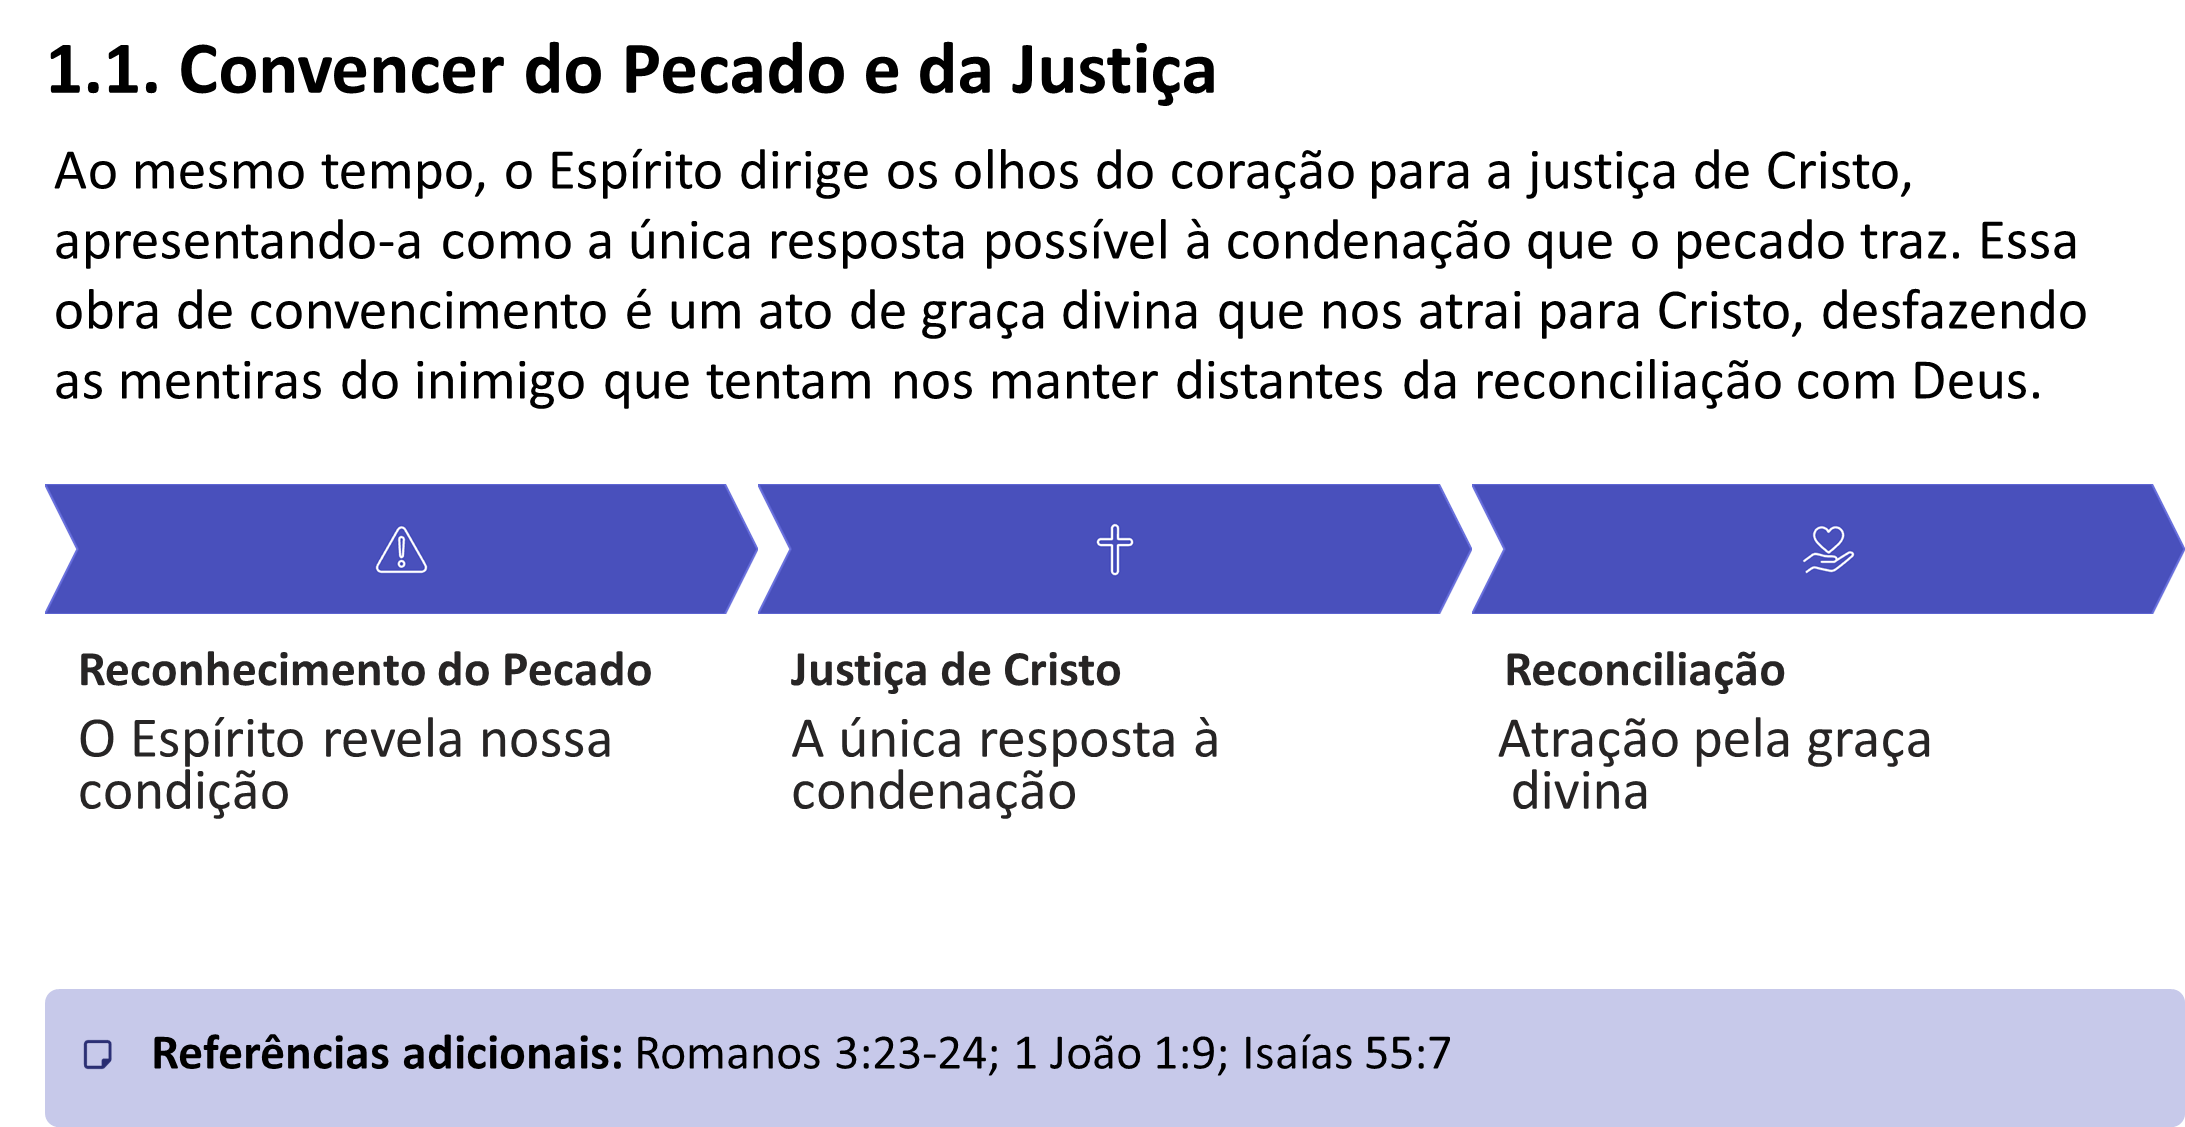 1.1. Convencer do Pecado e da Justiça
Ao mesmo tempo, o Espírito dirige os olhos do coração para a justiça de Cristo,
apresentando-a como a única resposta possível à condenação que o pecado traz. Essa
obra de convencimento é um ato de graça divina que nos atrai para Cristo, desfazendo
as mentiras do inimigo que tentam nos manter distantes da reconciliação com Deus.
Reconhecimento do Pecado
O Espírito revela nossa
condição
Justiça de Cristo
A única resposta à
condenação
Reconciliação
Atração pela graça
divina
Referências adicionais: Romanos 3:23-24; 1 João 1:9; Isaías 55:7